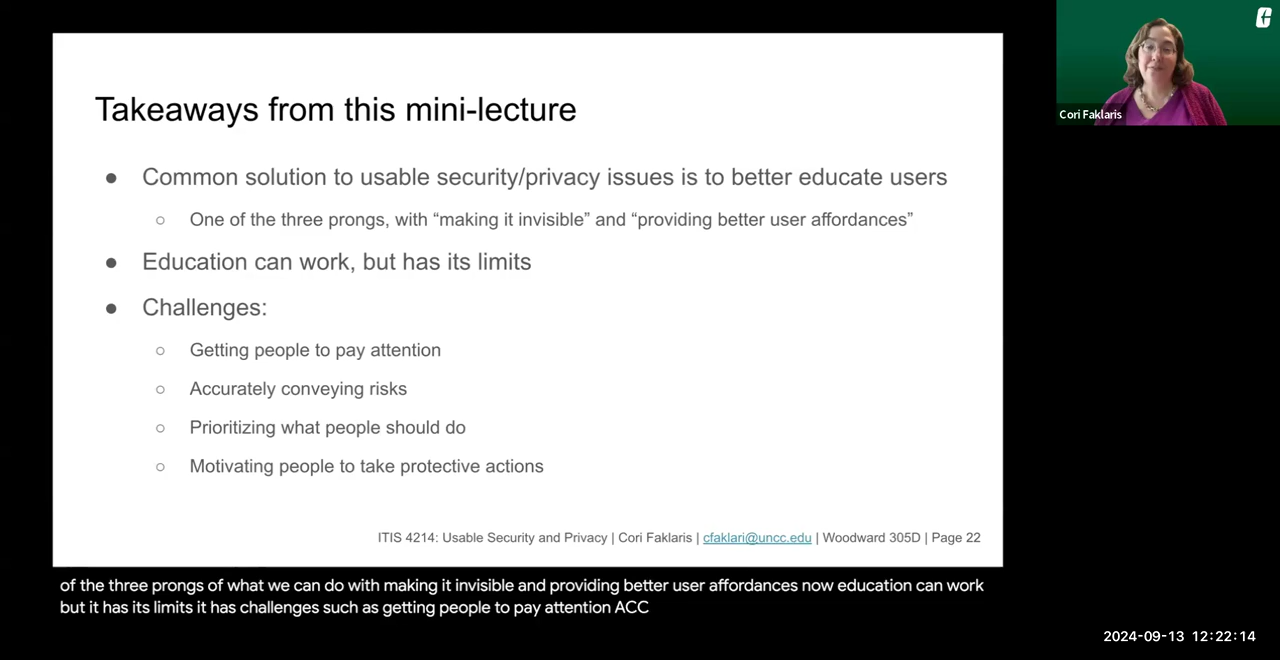 Takeaways from this mini-lecture
● Common solution to usable security/privacy issues is to better educate users
○ One of the three prongs, with “making it invisible” and “providing better user affordances”
● Education can work, but has its limits
● Challenges:
○ Getting people to pay attention
○ Accurately conveying risks
○ Prioritizing what people should do
○ Motivating people to take protective actions
ITIS 4214: Usable Security and Privacy | Cori Faklaris | cfaklari@uncc.edu | Woodward 305D | Page 22
Cori Faklaris
of the three prongs of what we can do with making it invisible and providing better user affordances now education can work
but it has its limits it has challenges such as getting people to pay attention ACC
2024-09-13 12:22:14